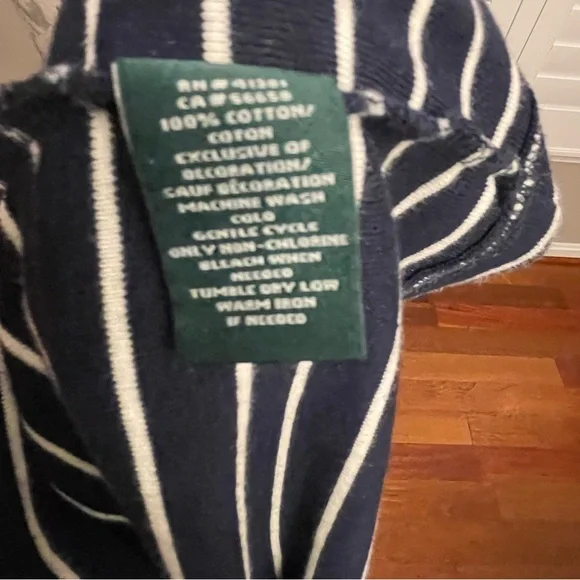 RN# 41381
CA# 56658
100% COTTON/
COTON
EXCLUSIVE OF
DECORATION/
SAUF DÉCORATION
MACHINE WASH
COLD
GENTLE CYCLE
ONLY NON-CHLORINE
BLEACH WHEN
NEEDED
TUMBLE DRY LOW
WARM IRON
IF NEEDED